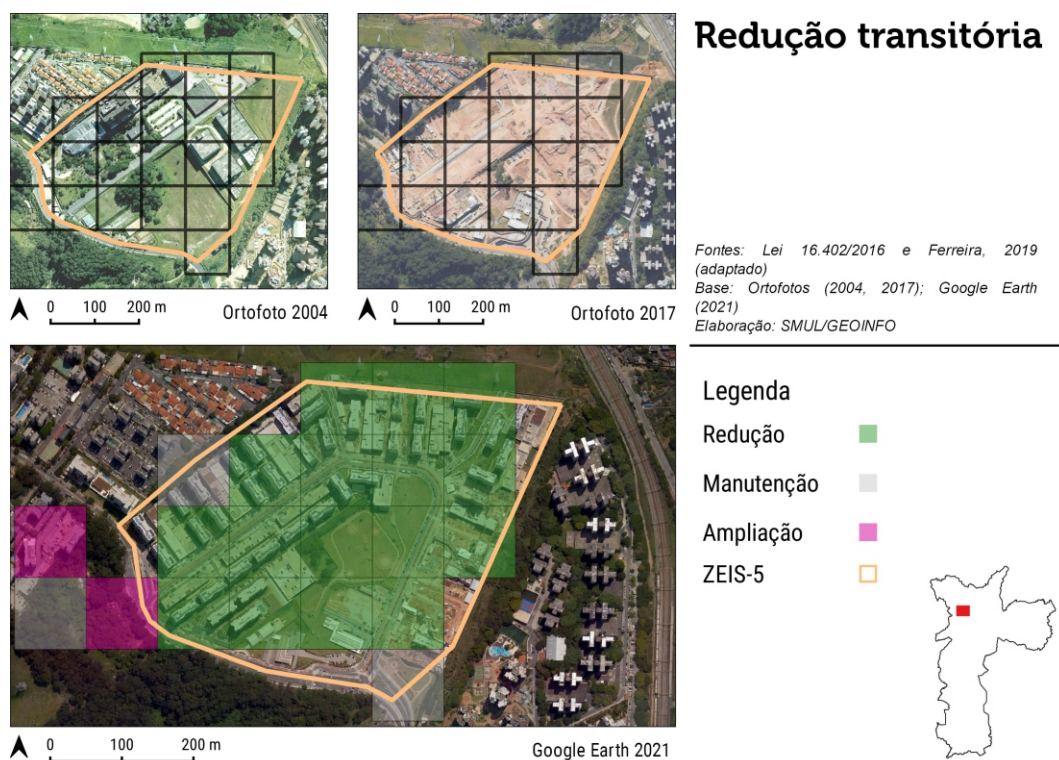 Redução transitória
Fontes: Lei 16.402/2016 e Ferreira, 2019
(adaptado)
Base: Ortofotos (2004, 2017); Google Earth
(2021)
Elaboração: SMUL/GEOINFO
0 100 200 m
Ortofoto 2004
0 100 200 m
Ortofoto 2017
Legenda
Redução
Manutenção
Ampliação
ZEIS-5
0 100 200 m
Google Earth 2021